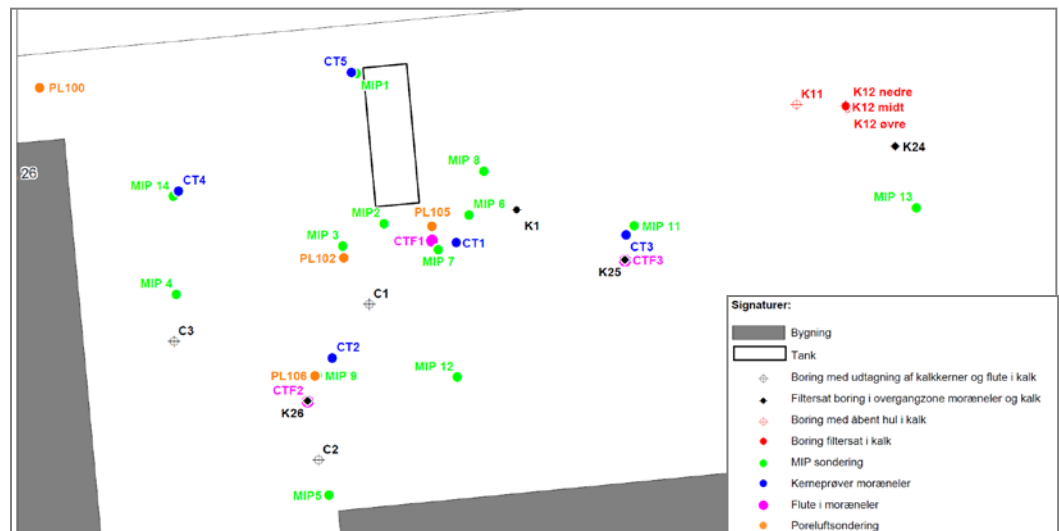 CT5
MIP1
PL100
K11
K12 nedre
K12 midt
K12 øvre
K24
26
MIP 14
CT4
MIP 8
MIP 6
K1
MIP 13
MIP2
PL105
MIP 11
MIP 3
CTF1
CT1
CT3
PL102
MIP 7
K25
CTF3
MIP 4
C1
C3
CT2
PL106
MIP 9
MIP 12
CTF2
K26
C2
MIP5
Signaturer:
Bygning
Tank
Boring med udtagning af kalkkerner og flute i kalk
Filtersat boring i overgangzone moræneler og kalk
Boring med åbent hul i kalk
Boring filtersat i kalk
MIP sondering
Kerneprøver moræneler
Flute i moræneler
Poreluftsondering